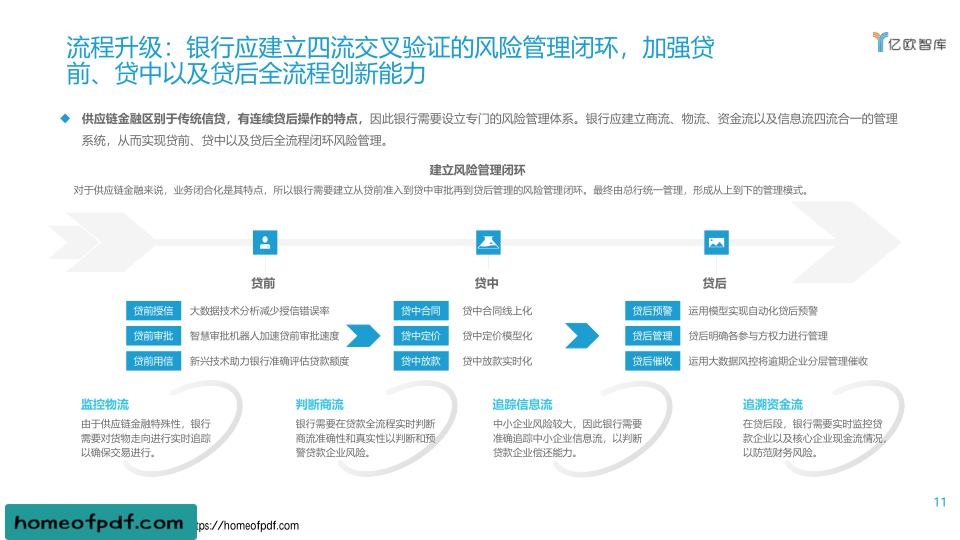 流程升级：银行应建立四流交叉验证的风险管理闭环，加强贷
前、贷中以及贷后全流程创新能力
亿欧智库
供应链金融区别于传统信贷，有连续贷后操作的特点，因此银行需要设立专门的风险管理体系。银行应建立商流、物流、资金流以及信息流四流合一的管理
系统，从而实现贷前、贷中以及贷后全流程闭环风险管理。
建立风险管理闭环
对于供应链金融来说，业务闭合化是其特点，所以银行需要建立从贷前准入到贷中审批再到贷后管理的风险管理闭环。最终由总行统一管理，形成从上到下的管理模式。
贷前
贷中
贷后
贷前授信 大数据技术分析减少授信错误率
贷前审批 智慧审批机器人加速贷前审批速度
贷前用信 新兴技术助力银行准确评估贷款额度
贷中合同 贷中合同线上化
贷中定价 贷中定价模型化
贷中放款 贷中放款实时化
贷后预警 运用模型实现自动化贷后预警
贷后管理 贷后明确各参与方权力进行管理
贷后催收 运用大数据风控将逾期企业分层管理催收
监控物流
由于供应链金融特殊性，银行
需要对货物走向进行实时追踪
以确保交易进行。
判断商流
银行需要在贷款全流程实时判断
商流准确性和真实性以判断和预
警贷款企业风险。
追踪信息流
中小企业风险较大，因此银行需要
准确追踪中小企业信息流，以判断
贷款企业偿还能力。
追溯资金流
在贷后段，银行需要实时监控贷
款企业以及核心企业现金流情况，
以防范财务风险。
11
homeofpdf.com
ttps://homeofpdf.com